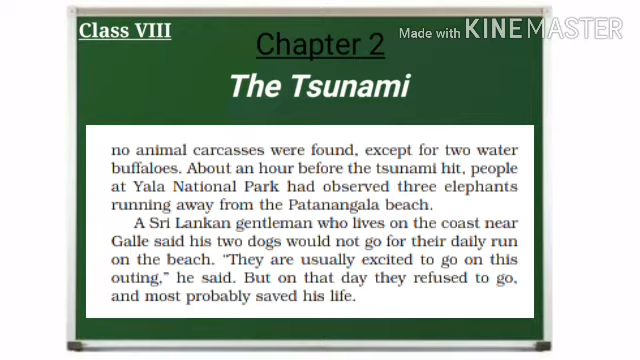 Class VIII
Chapter 2
Made with KINEMASTER
The Tsunami
no animal carcasses were found, except for two water
buffaloes. About an hour before the tsunami hit, people
at Yala National Park had observed three elephants
running away from the Patanangala beach.
A Sri Lankan gentleman who lives on the coast near
Galle said his two dogs would not go for their daily run
on the beach. “They are usually excited to go on this
outing,” he said. But on that day they refused to go,
and most probably saved his life.